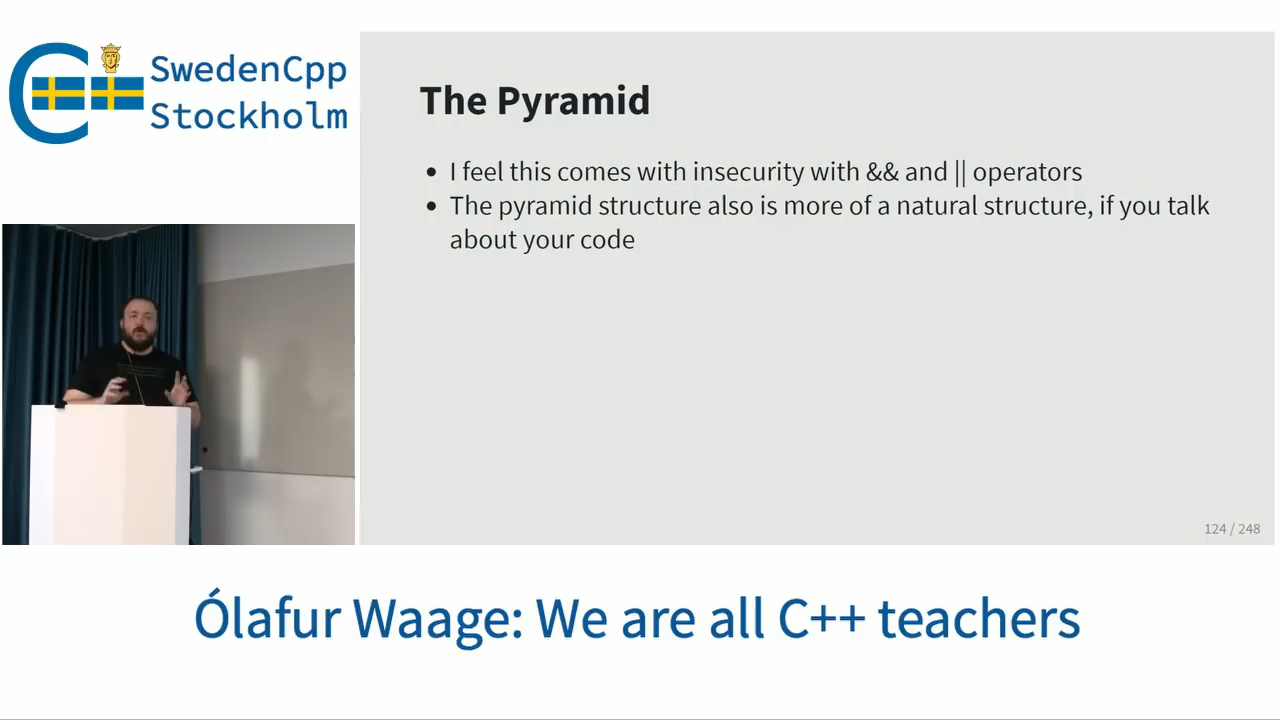 SwedenCpp
Stockholm
The Pyramid
• I feel this comes with insecurity with && and || operators
• The pyramid structure also is more of a natural structure, if you talk
about your code
124 / 248
Ólafur Waage: We are all C++ teachers